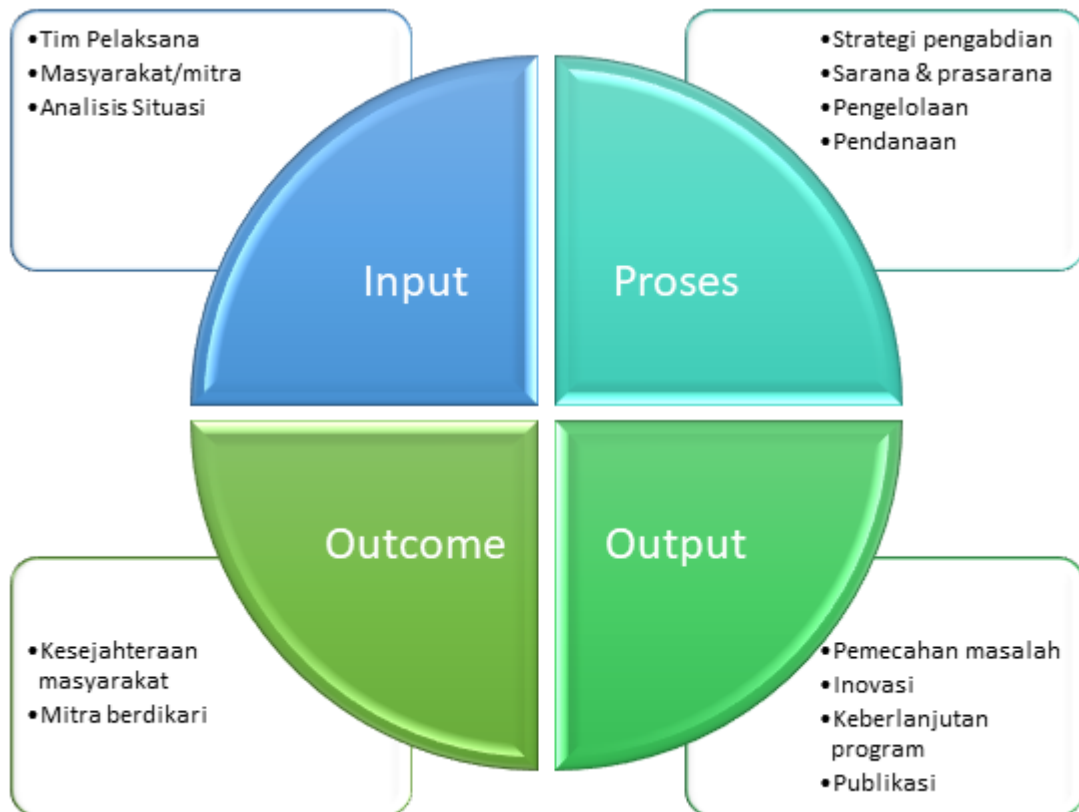 •Tim Pelaksana
•Masyarakat/mitra
•Analisis Situasi
•Strategi pengabdian
•Sarana & prasarana
•Pengelolaan
•Pendanaan
Input
Proses
Outcome
Output
•Kesejahteraan
masyarakat
•Mitra berdikari
•Pemecahan masalah
•Inovasi
•Keberlanjutan
program
•Publikasi